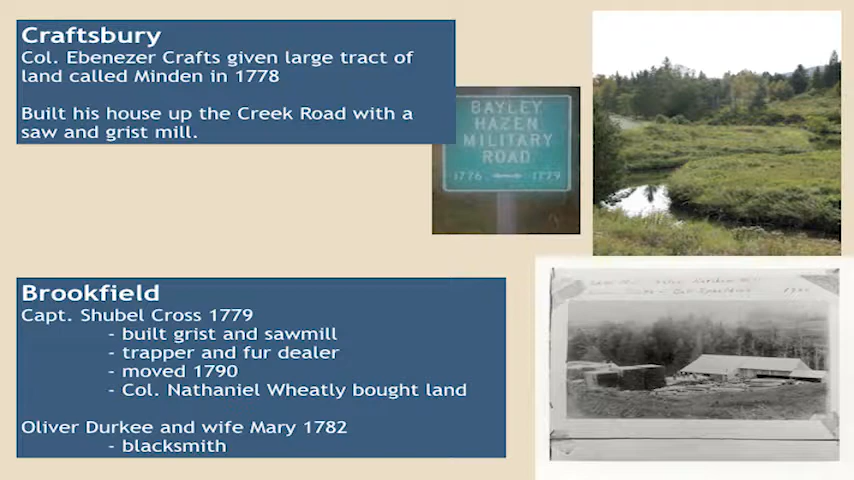 Craftsbury
Col. Ebenezer Crafts given large tract of
land called Minden in 1778
Built his house up the Creek Road with a
saw and grist mill.
BAYLEY
HAZEN
MILITARY
ROAD
1776 1779
Brookfield
Capt. Shubel Cross 1779
- built grist and sawmill
- trapper and fur dealer
- moved 1790
- Col. Nathaniel Wheatly bought land
Oliver Durkee and wife Mary 1782
- blacksmith